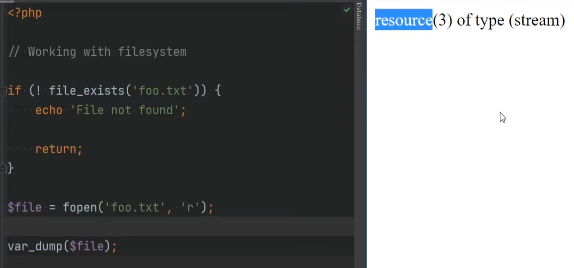 <?php
// Working with filesystem
if (! file_exists('foo.txt')) {
echo 'File not found';
return;
}
$file = fopen('foo.txt', 'r');
var_dump($file);
Database
resource(3) of type (stream)